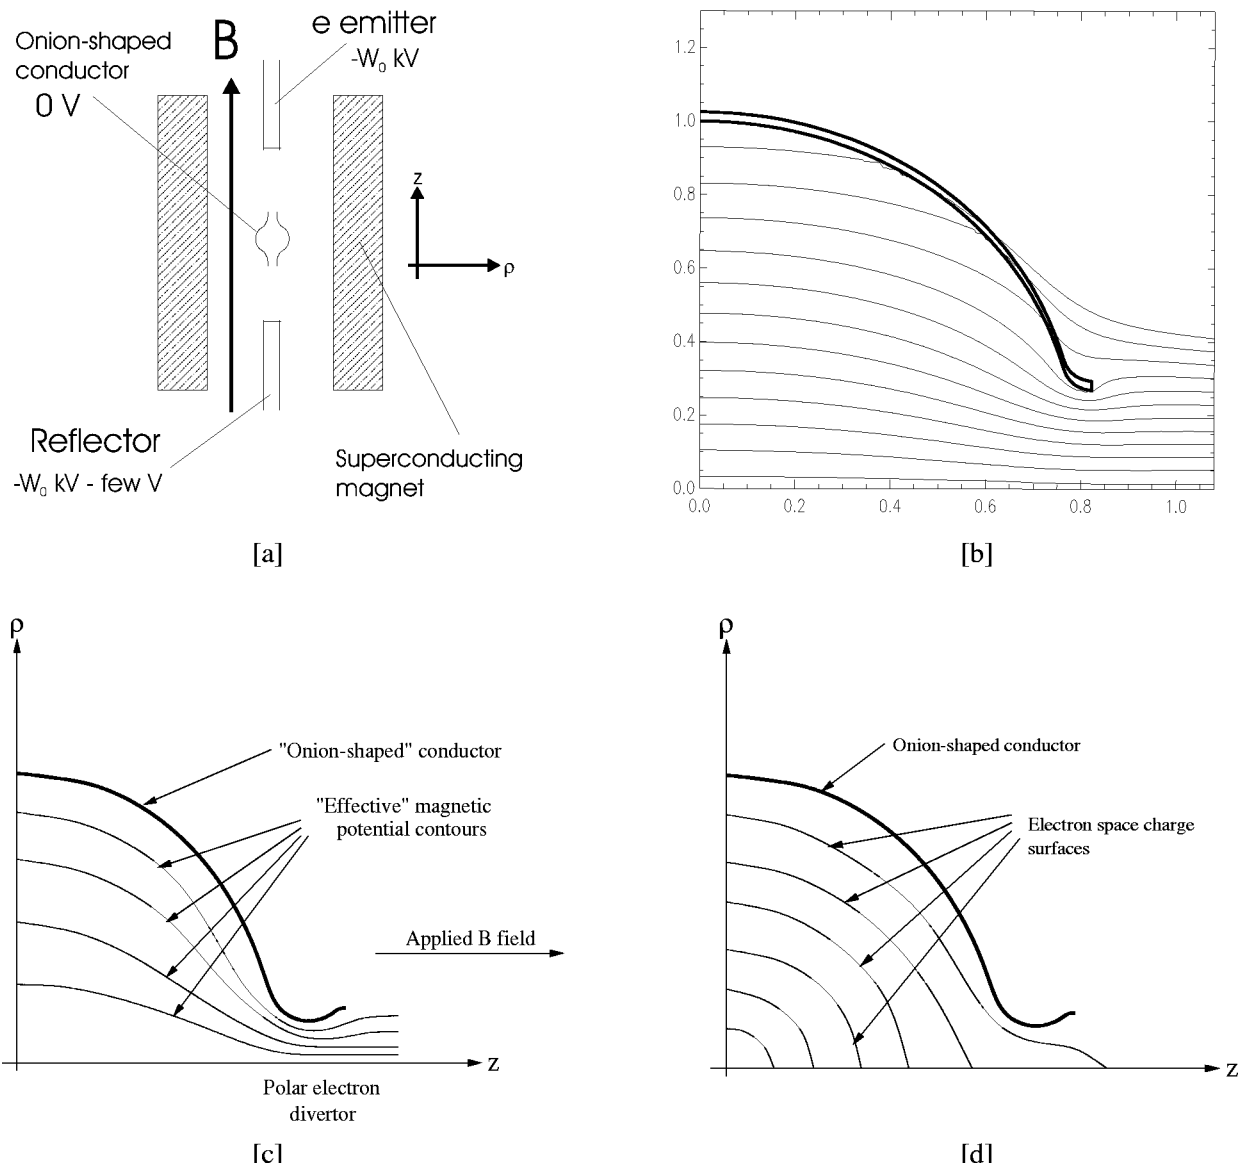 Onion-shaped
conductor
0 V
B
e emitter
-W₀ kV
z
ρ
Reflector
-W₀ kV - few V
Superconducting
magnet
[a]
1.2
1.0
0.8
0.6
0.4
0.2
0.0
0.0 0.2 0.4 0.6 0.8 1.0
[b]
ρ
"Onion-shaped" conductor
"Effective" magnetic
potential contours
Applied B field
z
Polar electron
divertor
[c]
ρ
Onion-shaped conductor
Electron space charge
surfaces
z
[d]